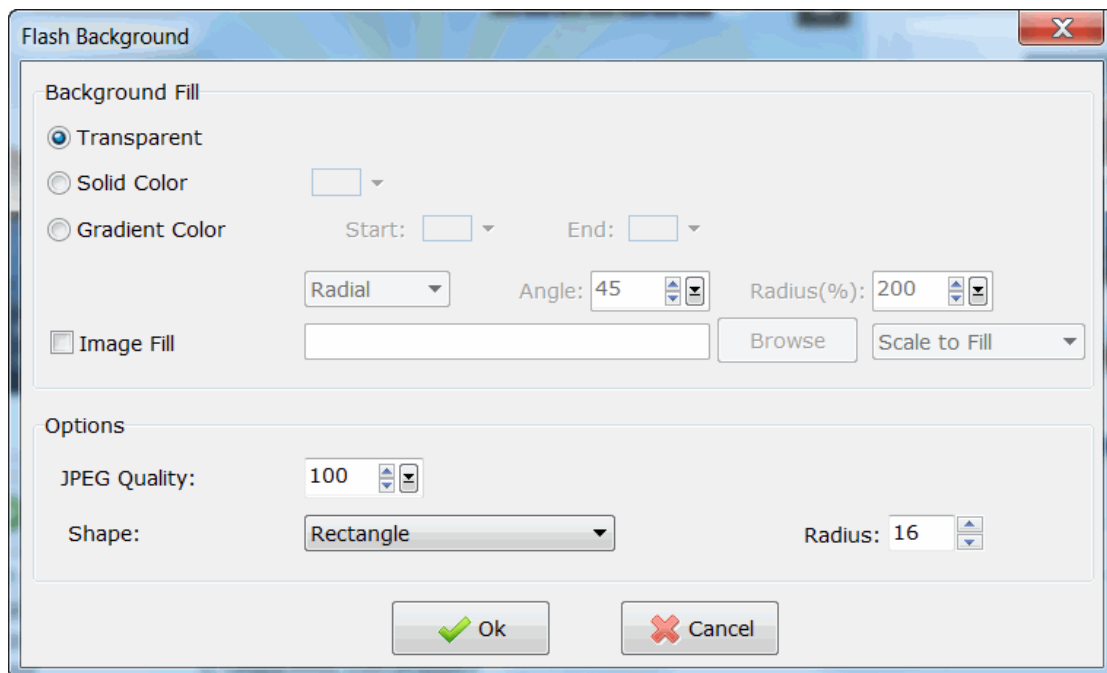 Flash Background
Background Fill
Transparent
Solid Color
Gradient Color Start: End:
Radial Angle: 45 Radius(%): 200
Image Fill Browse Scale to Fill
Options
JPEG Quality: 100
Shape: Rectangle Radius: 16
Ok Cancel